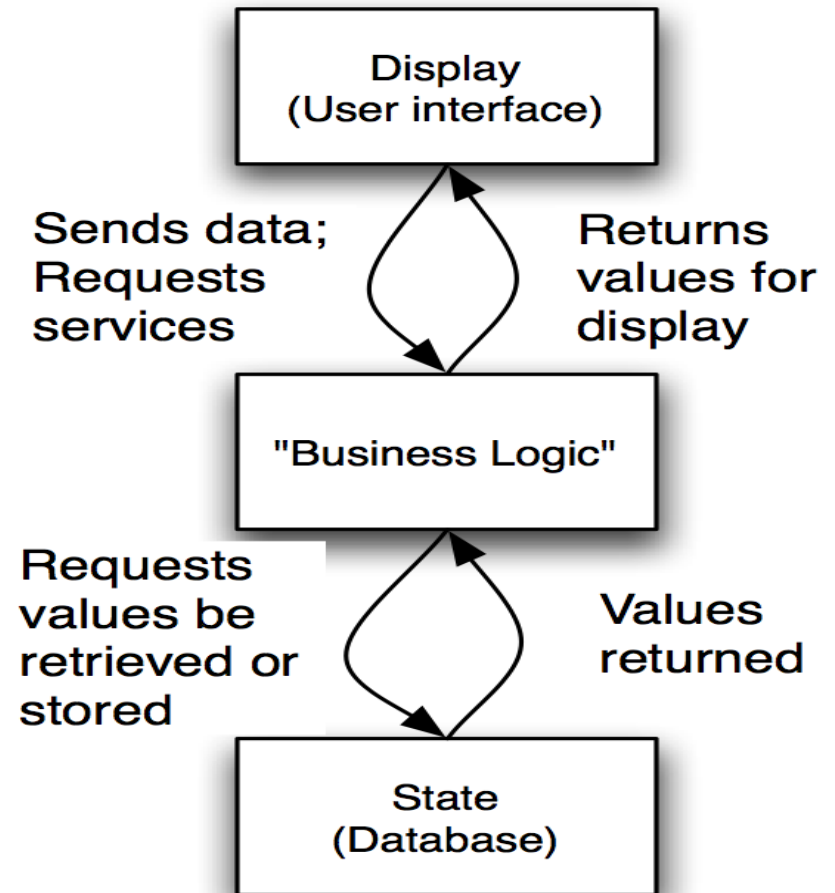 Display
(User interface)
Sends data;
Requests
services
Returns
values for
display
"Business Logic"
Requests
values be
retrieved or
stored
Values
returned
State
(Database)